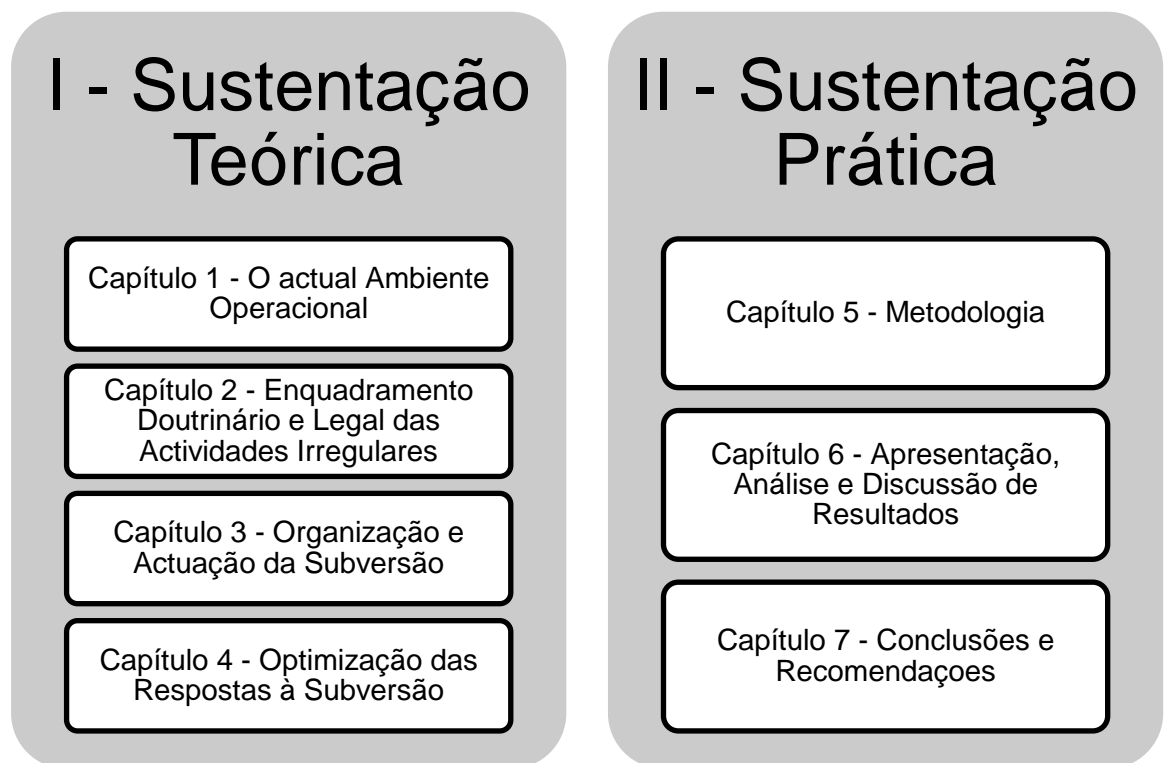 I - Sustentação
Teórica
Capítulo 1 - O actual Ambiente
Operacional
Capítulo 2 - Enquadramento
Doutrinário e Legal das
Actividades Irregulares
Capítulo 3 - Organização e
Actuação da Subversão
Capítulo 4 - Optimização das
Respostas à Subversão
II - Sustentação
Prática
Capítulo 5 - Metodologia
Capítulo 6 - Apresentação,
Análise e Discussão de
Resultados
Capítulo 7 - Conclusões e
Recomendaçoes